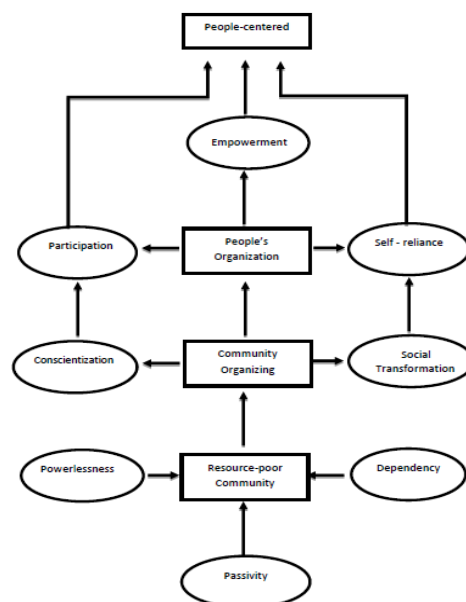 People-centered
Empowerment
Participation
People's
Organization
Self - reliance
Conscientization
Community
Organizing
Social
Transformation
Powerlessness
Resource-poor
Community
Dependency
Passivity